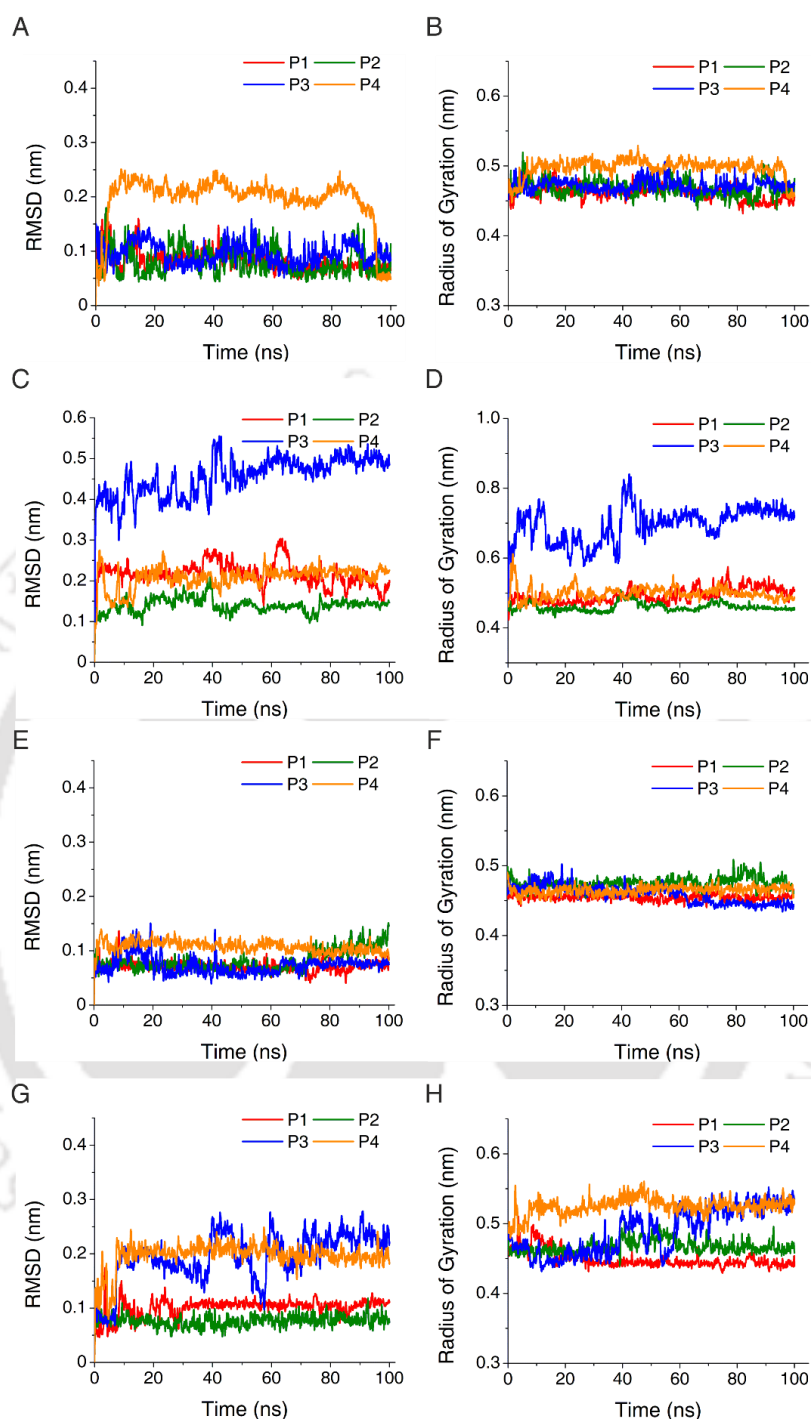 A
P1 P2
P3 P4
RMSD (nm)
0.4
0.3
0.2
0.1
0
0 20 40 60 80 100
Time (ns)
B
P1 P2
P3 P4
Radius of Gyration (nm)
0.6
0.5
0.4
0.3
0 20 40 60 80 100
Time (ns)
C
P1 P2
P3 P4
RMSD (nm)
0.6
0.5
0.4
0.3
0.2
0.1
0
0 20 40 60 80 100
Time (ns)
D
P1 P2
P3 P4
Radius of Gyration (nm)
1.0
0.8
0.6
0.4
0 20 40 60 80 100
Time (ns)
E
P1 P2
P3 P4
RMSD (nm)
0.4
0.3
0.2
0.1
0
0 20 40 60 80 100
Time (ns)
F
P1 P2
P3 P4
Radius of Gyration (nm)
0.6
0.5
0.4
0.3
0 20 40 60 80 100
Time (ns)
G
P1 P2
P3 P4
RMSD (nm)
0.4
0.3
0.2
0.1
0
0 20 40 60 80 100
Time (ns)
H
P1 P2
P3 P4
Radius of Gyration (nm)
0.6
0.5
0.4
0.3
0 20 40 60 80 100
Time (ns)